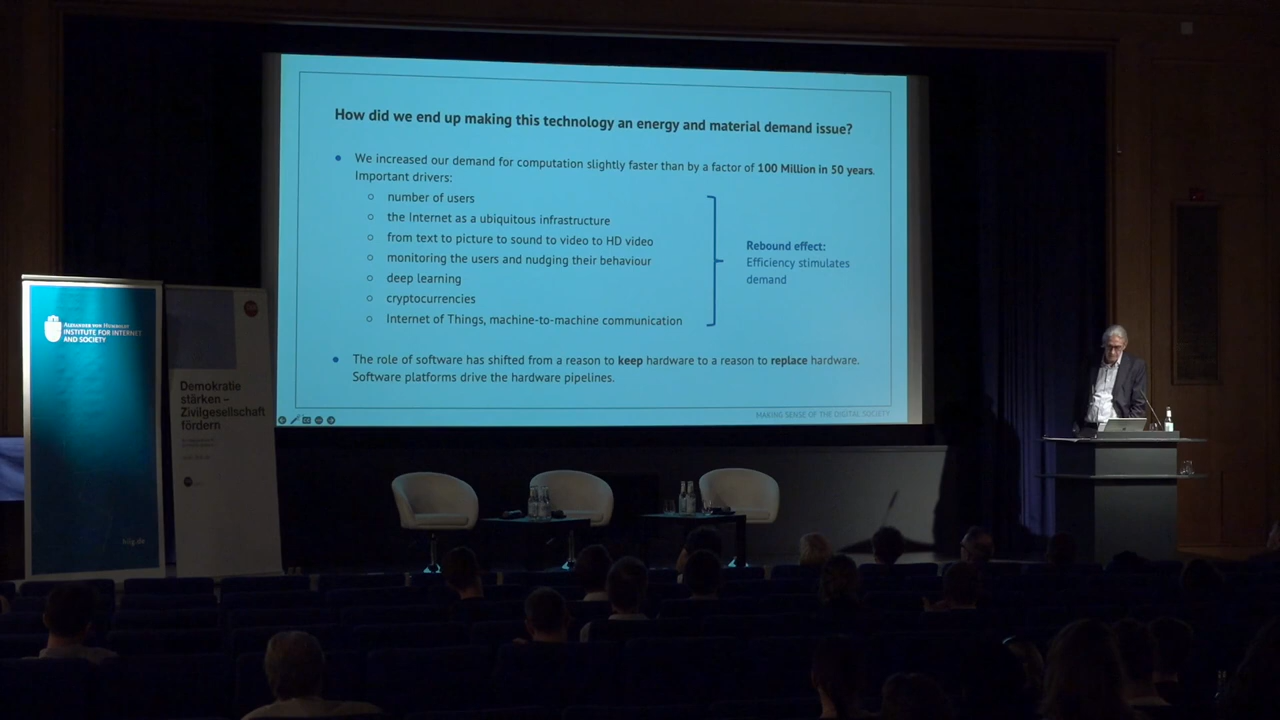 How did we end up making this technology an energy and material demand issue?
We increased our demand for computation slightly faster than by a factor of 100 Million in 50 years.
Important drivers:
number of users
the Internet as a ubiquitous infrastructure
from text to picture to sound to video to HD video
monitoring the users and nudging their behaviour
deep learning
cryptocurrencies
Internet of Things, machine-to-machine communication
Rebound effect:
Efficiency stimulates
demand
The role of software has shifted from a reason to keep hardware to a reason to replace hardware.
Software platforms drive the hardware pipelines.
MAKING SENSE OF THE DIGITAL SOCIETY
ALEXANDER VON HUMBOLDT
INSTITUTE FOR INTERNET
AND SOCIETY
hiig.de
Demokratie
stärken –
Zivilgesellschaft
fördern